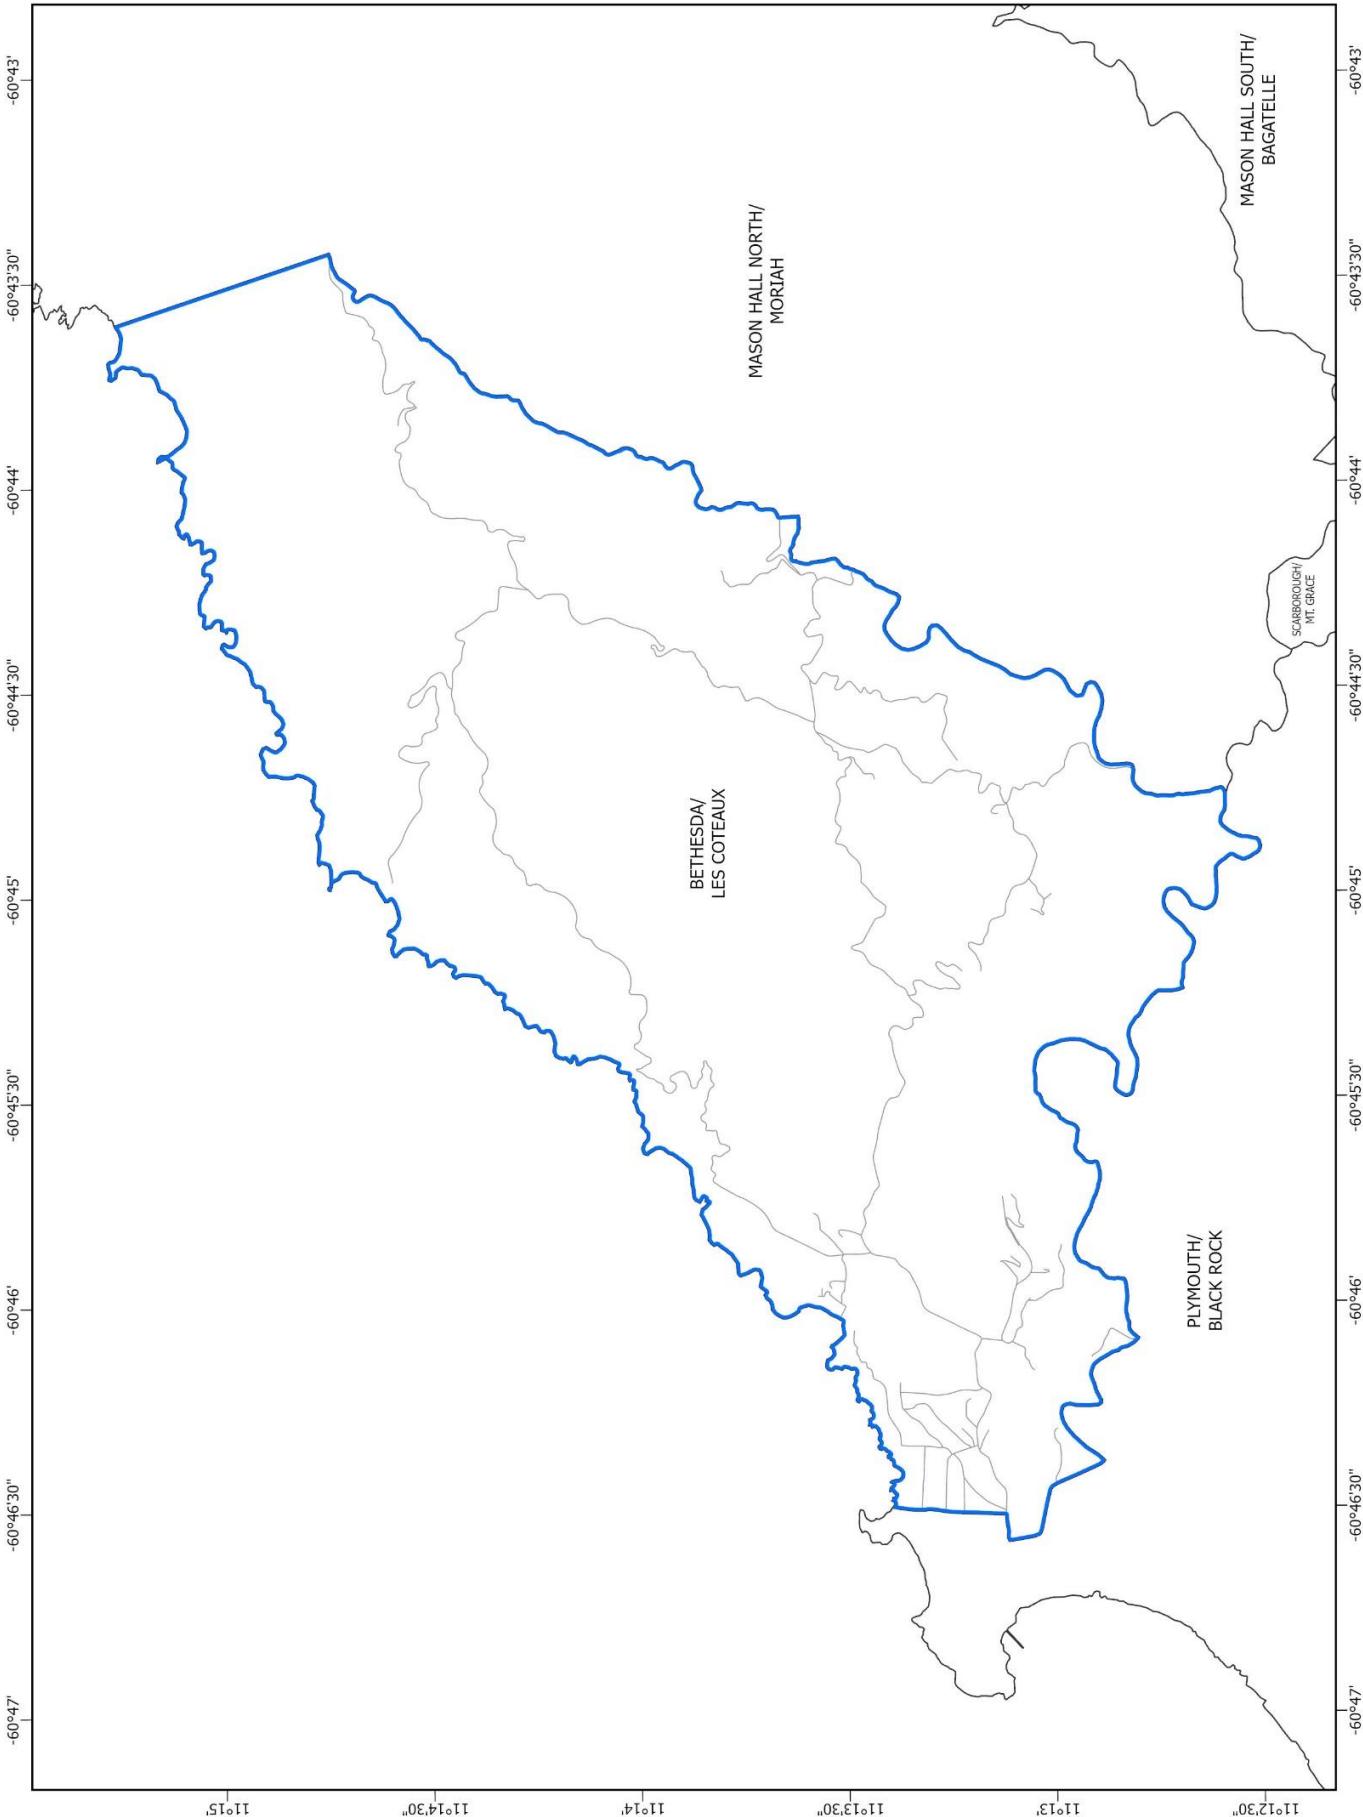 -60°47'
-60°46'30"
-60°46'
-60°45'30"
-60°45'
-60°44'30"
-60°44'
-60°43'30"
-60°43'
11°15'
11°14'30"
11°14'
11°13'30"
11°13'
11°12'30"
BETHESDA/
LES COTEAUX
MASON HALL NORTH/
MORIAH
MASON HALL SOUTH/
BAGATELLE
SCARBOROUGH/
MT. GRACE
PLYMOUTH/
BLACK ROCK
-60°47'
-60°46'30"
-60°46'
-60°45'30"
-60°45'
-60°44'30"
-60°44'
-60°43'30"
-60°43'